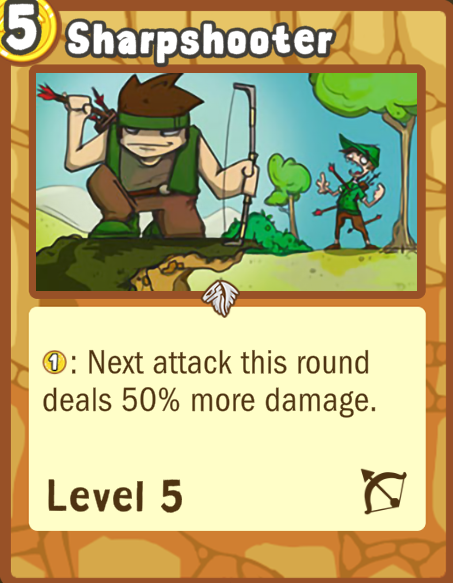 5 Sharpshooter
1: Next attack this round
deals 50% more damage.
Level 5